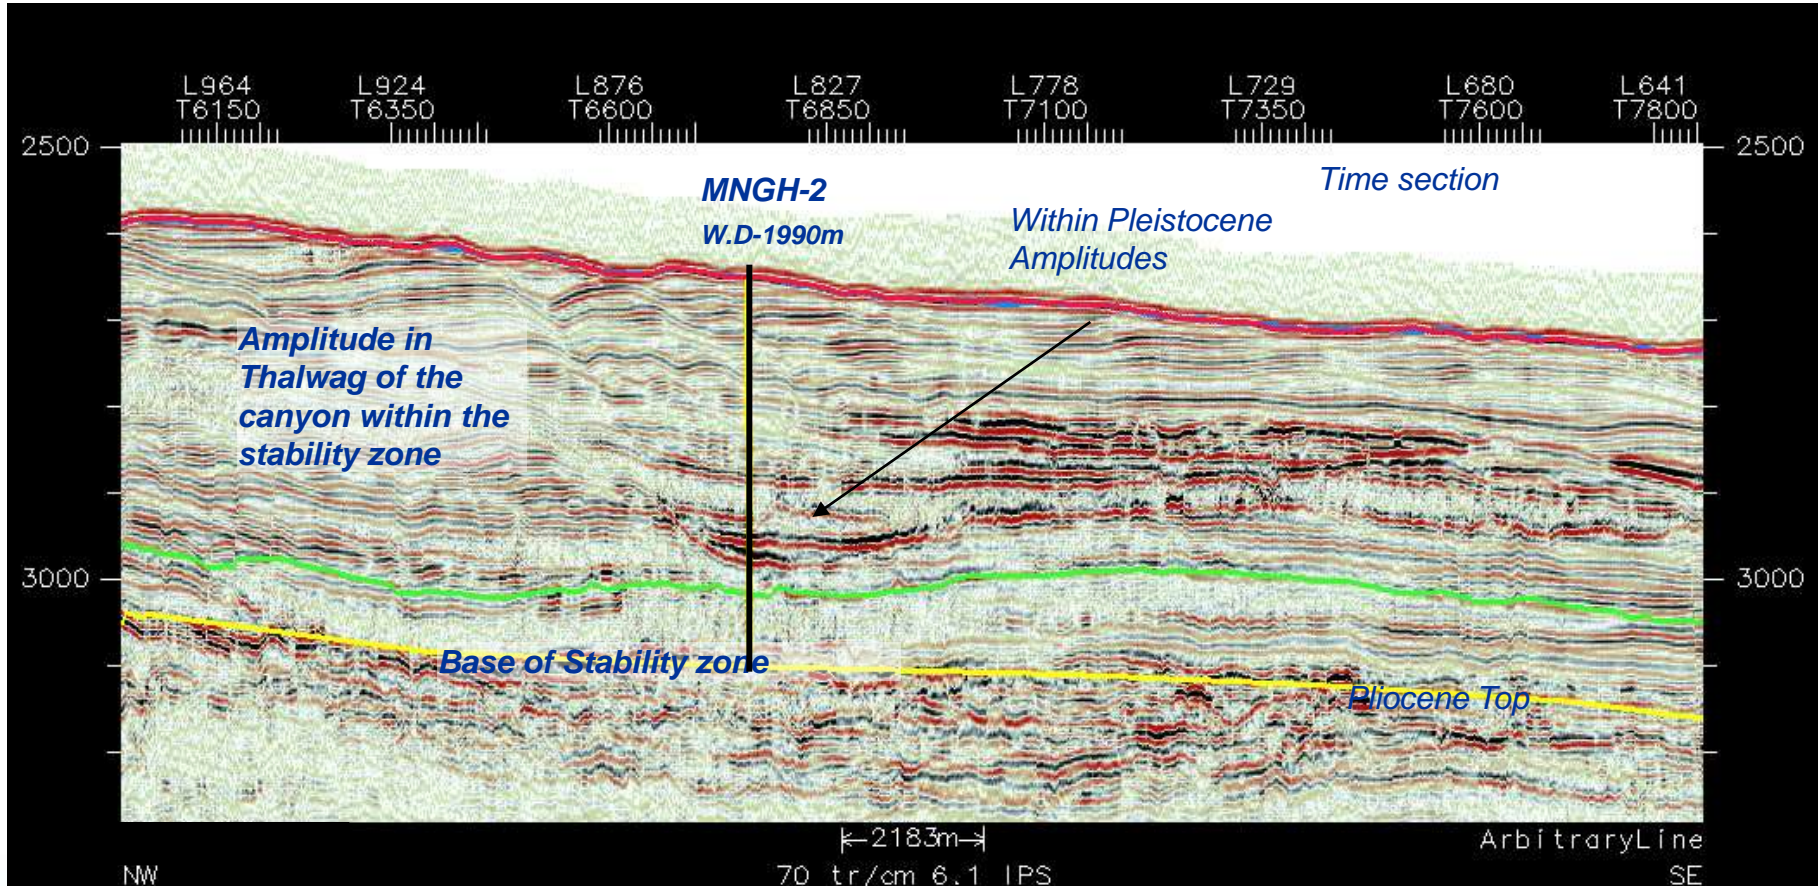 L964 L924 L876 L827 L778 L729 L680 L641
T6150 T6350 T6600 T6850 T7100 T7350 T7600 T7800
2500 2500
Time section
MNGH-2
W.D-1990m
Within Pleistocene
Amplitudes
Amplitude in
Thalwag of the
canyon within the
stability zone
3000 3000
Base of Stability zone
Pliocene Top
2183m
ArbitraryLine
NW 70 tr/cm 6.1 IPS SE